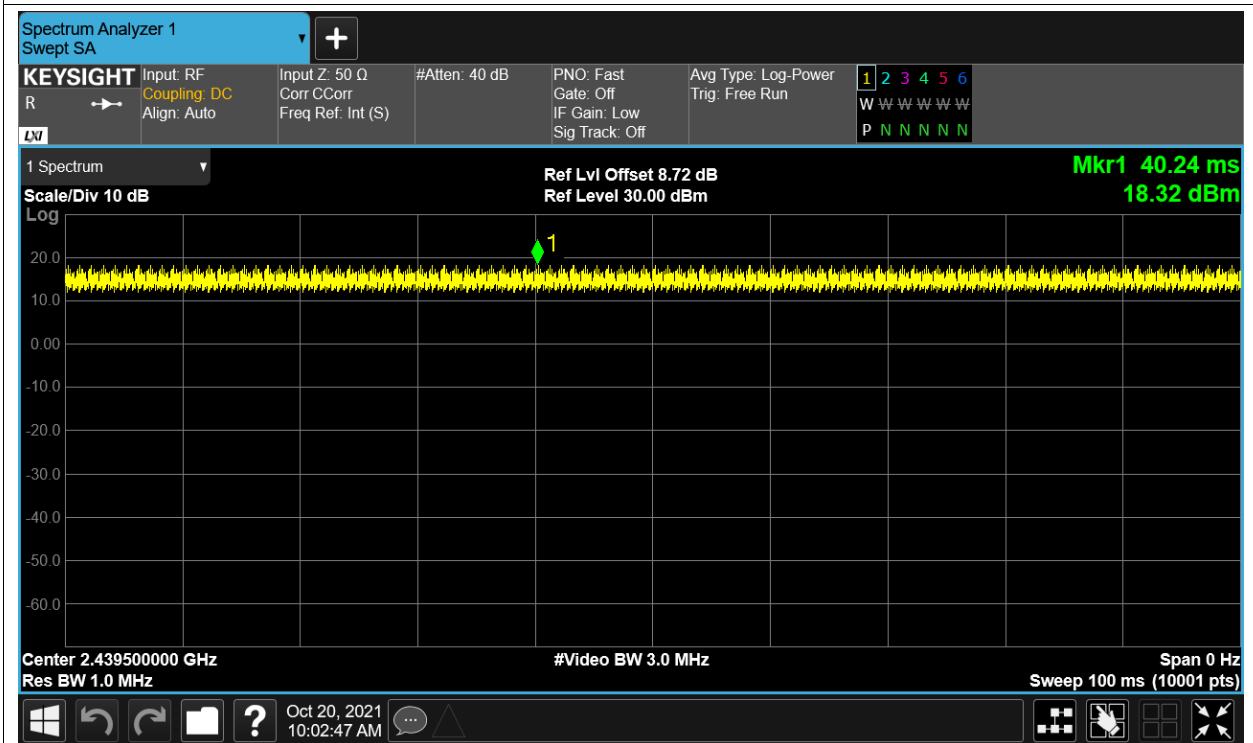 Spectrum Analyzer 1
Swept SA
KEYSIGHT
R
LXI
Input: RF
Coupling: DC
Align: Auto
Input Z: 50 Ω
Corr CCorr
Freq Ref: Int (S)
#Atten: 40 dB
PNO: Fast
Gate: Off
IF Gain: Low
Sig Track: Off
Avg Type: Log-Power
Trig: Free Run
1 2 3 4 5 6
W W W W W W
P N N N N N
1 Spectrum
Scale/Div 10 dB
Log
Ref Lvl Offset 8.72 dB
Ref Level 30.00 dBm
Mkr1 40.24 ms
18.32 dBm
1
20.0
10.0
0.00
-10.0
-20.0
-30.0
-40.0
-50.0
-60.0
Center 2.439500000 GHz
Res BW 1.0 MHz
#Video BW 3.0 MHz
Span 0 Hz
Sweep 100 ms (10001 pts)
?
Oct 20, 2021
10:02:47 AM